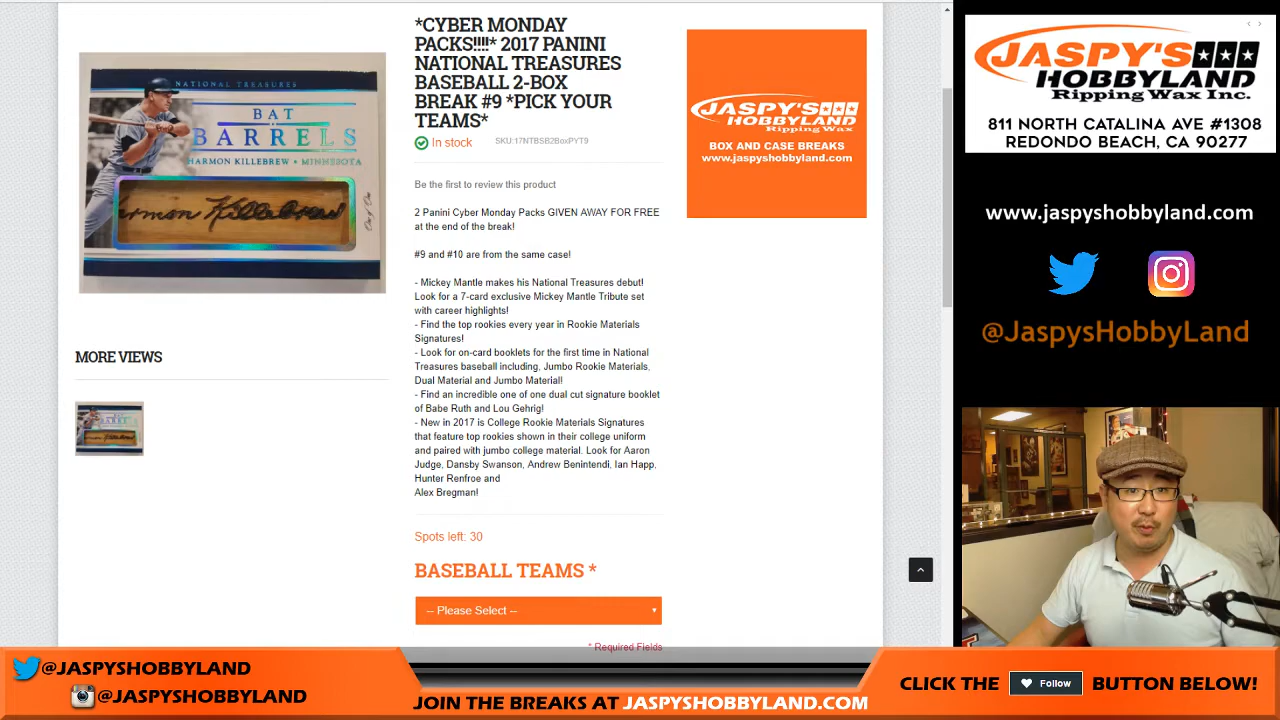 *CYBER MONDAY
PACKS!!!!* 2017 PANINI
NATIONAL TREASURES
BASEBALL 2-BOX
BREAK #9 *PICK YOUR
TEAMS*
In stock
SKU:17NTBSB2BoxPYT9
Be the first to review this product
2 Panini Cyber Monday Packs GIVEN AWAY FOR FREE
at the end of the break!
#9 and #10 are from the same case!
- Mickey Mantle makes his National Treasures debut!
Look for a 7-card exclusive Mickey Mantle Tribute set
with career highlights!
- Find the top rookies every year in Rookie Materials
Signatures!
- Look for on-card booklets for the first time in National
Treasures baseball including, Jumbo Rookie Materials,
Dual Material and Jumbo Material!
- Find an incredible one of one dual cut signature booklet
of Babe Ruth and Lou Gehrig!
- New in 2017 is College Rookie Materials Signatures
that feature top rookies shown in their college uniform
and paired with jumbo college material. Look for Aaron
Judge, Dansby Swanson, Andrew Benintendi, Ian Happ,
Hunter Renfroe and
Alex Bregman!
Spots left: 30
BASEBALL TEAMS *
-- Please Select --
* Required Fields
NATIONAL TREASURES
BAT
BARRELS
HARMON KILLEBREW • MINNESOTA
Harmon Killebrew
One of One
MORE VIEWS
JASPY'S
HOBBYLAND
Ripping Wax
BOX AND CASE BREAKS
www.jaspyshobbyland.com
JASPY'S
HOBBYLAND
Ripping Wax Inc.
811 NORTH CATALINA AVE #1308
REDONDO BEACH, CA 90277
www.jaspyshobbyland.com
@JaspysHobbyLand
@JASPYSHOBBYLAND
@JASPYSHOBBYLAND
JOIN THE BREAKS AT JASPYSHOBBYLAND.COM
CLICK THE Follow BUTTON BELOW!